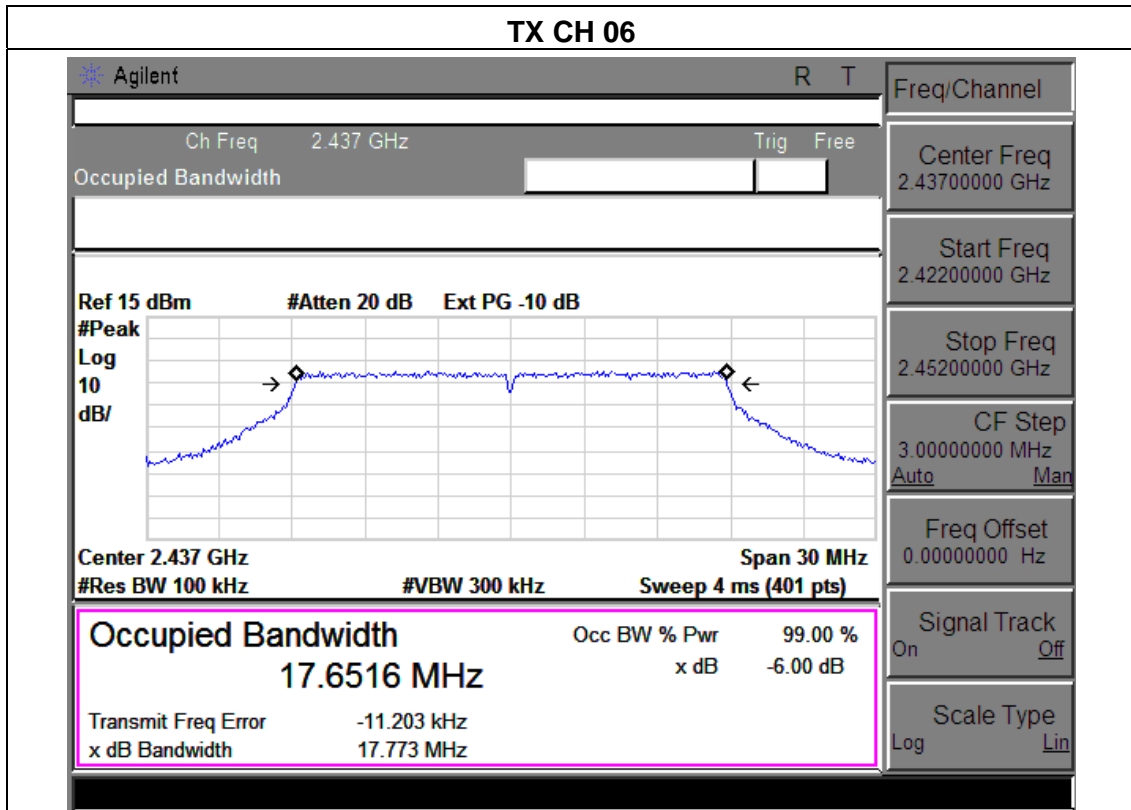 TX CH 06
Agilent R T
Ch Freq 2.437 GHz Trig Free
Occupied Bandwidth
Ref 15 dBm #Atten 20 dB Ext PG -10 dB
#Peak
Log
10
dB/
Center 2.437 GHz Span 30 MHz
#Res BW 100 kHz #VBW 300 kHz Sweep 4 ms (401 pts)
Occupied Bandwidth Occ BW % Pwr 99.00 %
17.6516 MHz x dB -6.00 dB
Transmit Freq Error -11.203 kHz
x dB Bandwidth 17.773 MHz
Freq/Channel
Center Freq
2.43700000 GHz
Start Freq
2.42200000 GHz
Stop Freq
2.45200000 GHz
CF Step
3.00000000 MHz
Auto Man
Freq Offset
0.00000000 Hz
Signal Track
On Off
Scale Type
Log Lin